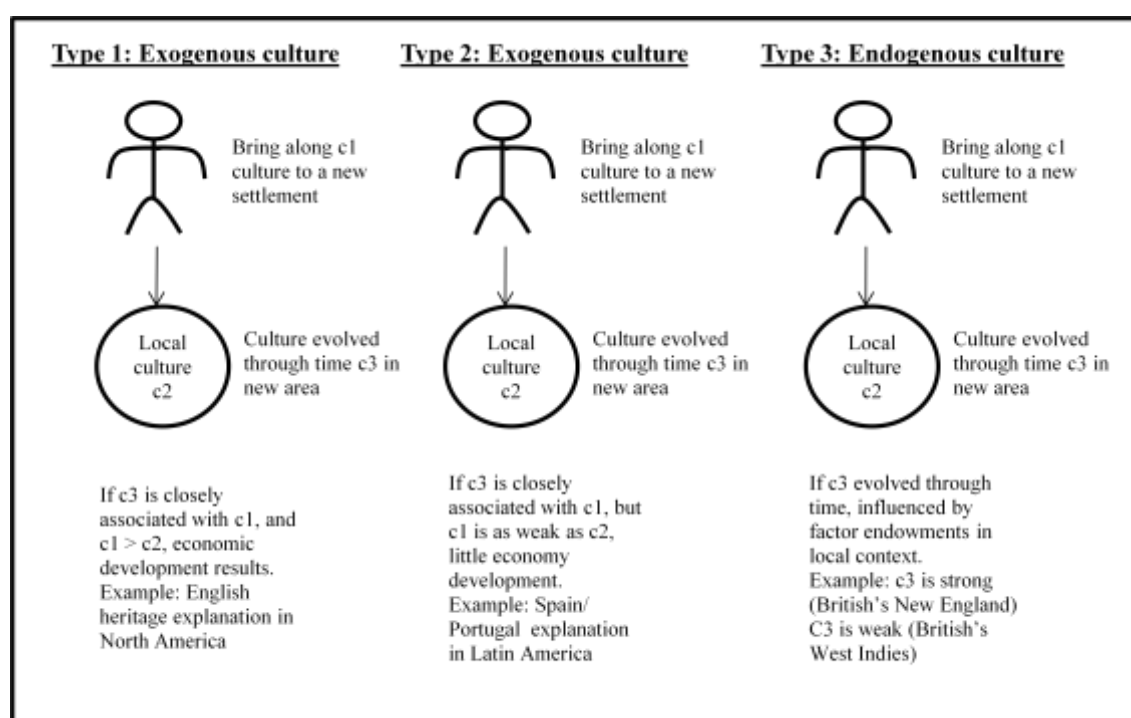 Type 1: Exogenous culture
Bring along c1
culture to a new
settlement
Local
culture
c2
Culture evolved
through time c3 in
new area
If c3 is closely
associated with c1, and
c1 > c2, economic
development results.
Example: English
heritage explanation in
North America
Type 2: Exogenous culture
Bring along c1
culture to a new
settlement
Local
culture
c2
Culture evolved
through time c3 in
new area
If c3 is closely
associated with c1, but
c1 is as weak as c2,
little economy
development.
Example: Spain/
Portugal explanation
in Latin America
Type 3: Endogenous culture
Bring along c1
culture to a new
settlement
Local
culture
c2
Culture evolved
through time c3 in
new area
If c3 evolved through
time, influenced by
factor endowments in
local context.
Example: c3 is strong
(British's New England)
C3 is weak (British's
West Indies)